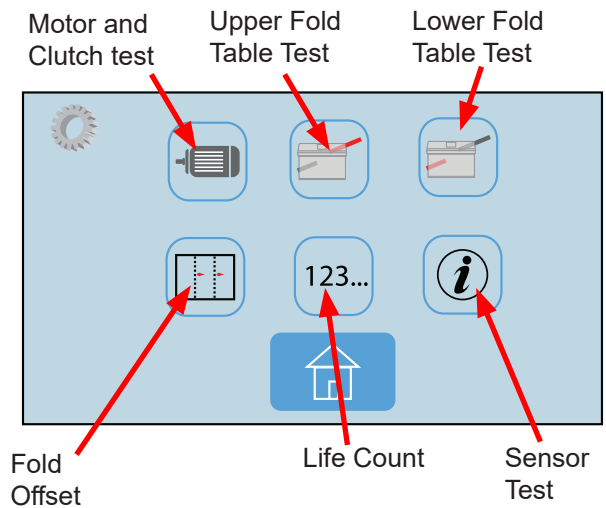 Motor and
Clutch test
Upper Fold
Table Test
Lower Fold
Table Test
123...
i
Fold
Offset
Life Count
Sensor
Test